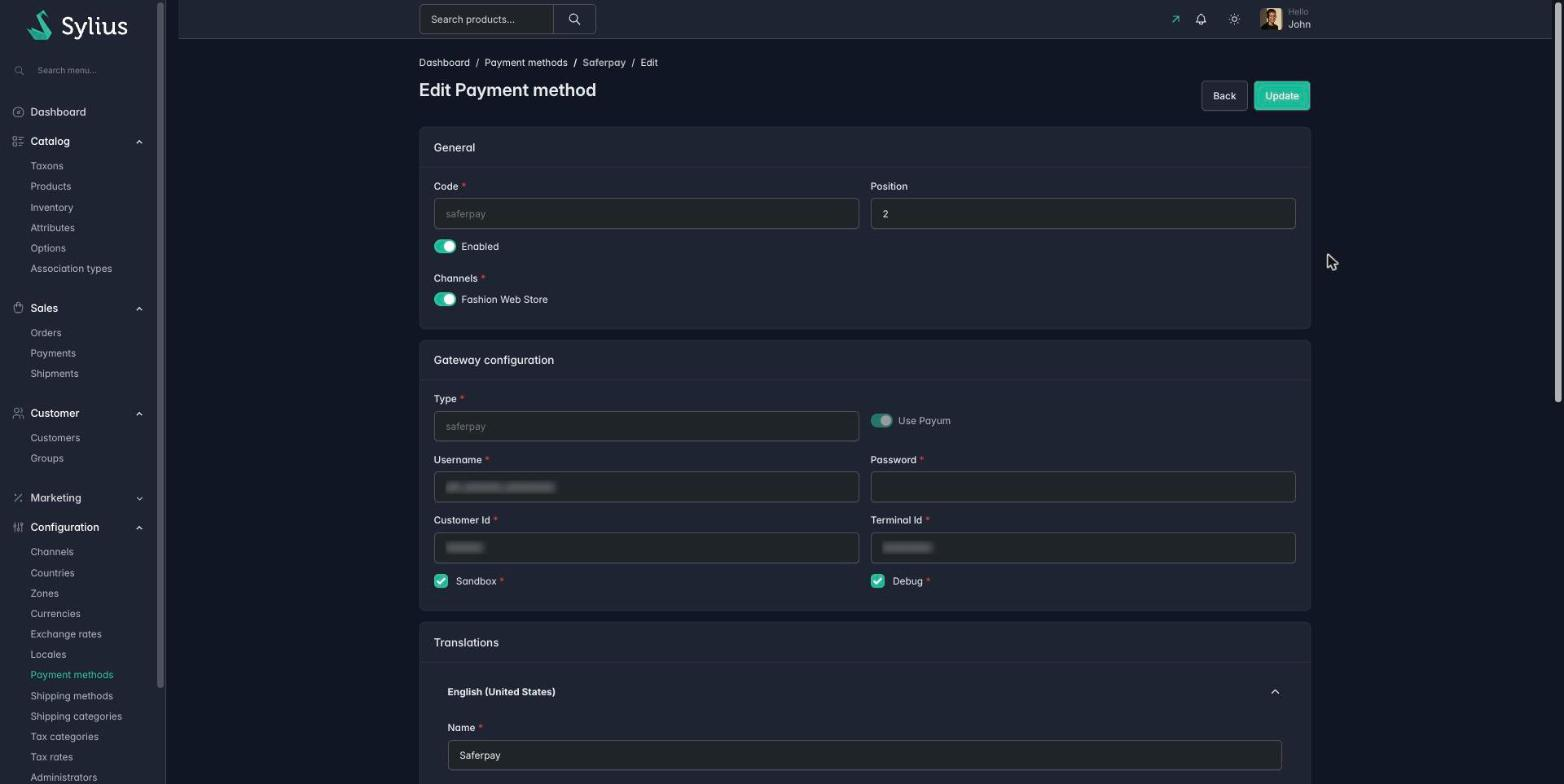 Sylius
Search menu...
Dashboard
Catalog
Taxons
Products
Inventory
Attributes
Options
Association types
Sales
Orders
Payments
Shipments
Customer
Customers
Groups
Marketing
Configuration
Channels
Countries
Zones
Currencies
Exchange rates
Locales
Payment methods
Shipping methods
Shipping categories
Tax categories
Tax rates
Administrators
Search products...
Hello
John
Dashboard / Payment methods / Saferpay / Edit
Edit Payment method
Back
Update
General
Code *
Position
saferpay
2
Enabled
Channels *
Fashion Web Store
Gateway configuration
Type *
saferpay
Use Payum
Username *
Password *
Customer Id *
Terminal Id *
Sandbox *
Debug *
Translations
English (United States)
Name *
Saferpay